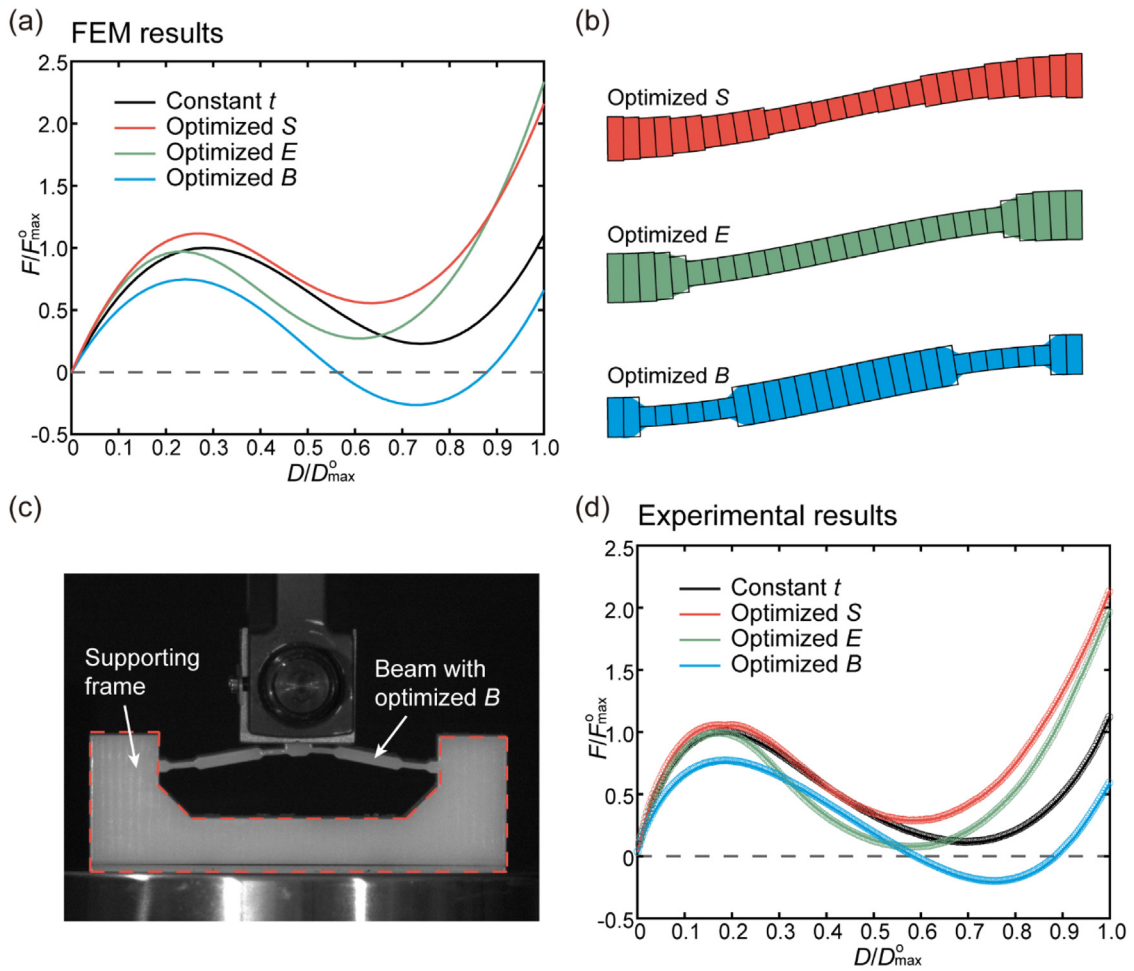 (a)
FEM results
2.5
2.0
1.5
1.0
0.5
0
-0.5
F/F°max
Constant t
Optimized S
Optimized E
Optimized B
0 0.1 0.2 0.3 0.4 0.5 0.6 0.7 0.8 0.9 1.0
D/D°max
(b)
Optimized S
Optimized E
Optimized B
(c)
Supporting
frame
Beam with
optimized B
(d)
Experimental results
2.5
2.0
1.5
1.0
0.5
0
-0.5
F/F°max
Constant t
Optimized S
Optimized E
Optimized B
0 0.1 0.2 0.3 0.4 0.5 0.6 0.7 0.8 0.9 1.0
D/D°max